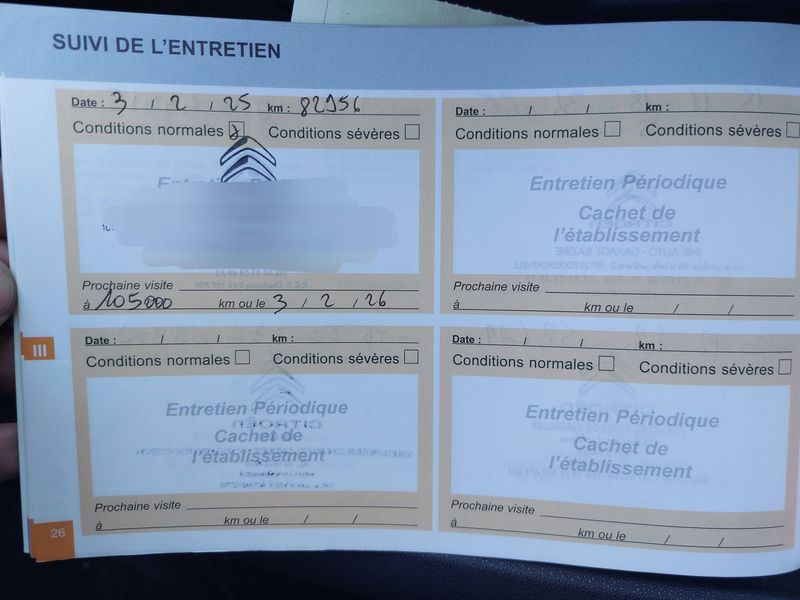 SUIVI DE L'ENTRETIEN
Date : 3 / 2 / 25 km : 82956
Conditions normales Conditions sévères
Prochaine visite
à 105000 km ou le 3 / 2 / 26
Date : / / km :
Conditions normales Conditions sévères
Entretien Périodique
Cachet de
l'établissement
Prochaine visite
à km ou le / /
III
Date : / / km :
Conditions normales Conditions sévères
Entretien Périodique
Cachet de
l'établissement
Prochaine visite
à km ou le / /
Date : / / km :
Conditions normales Conditions sévères
Entretien Périodique
Cachet de
l'établissement
Prochaine visite
à km ou le / /
26